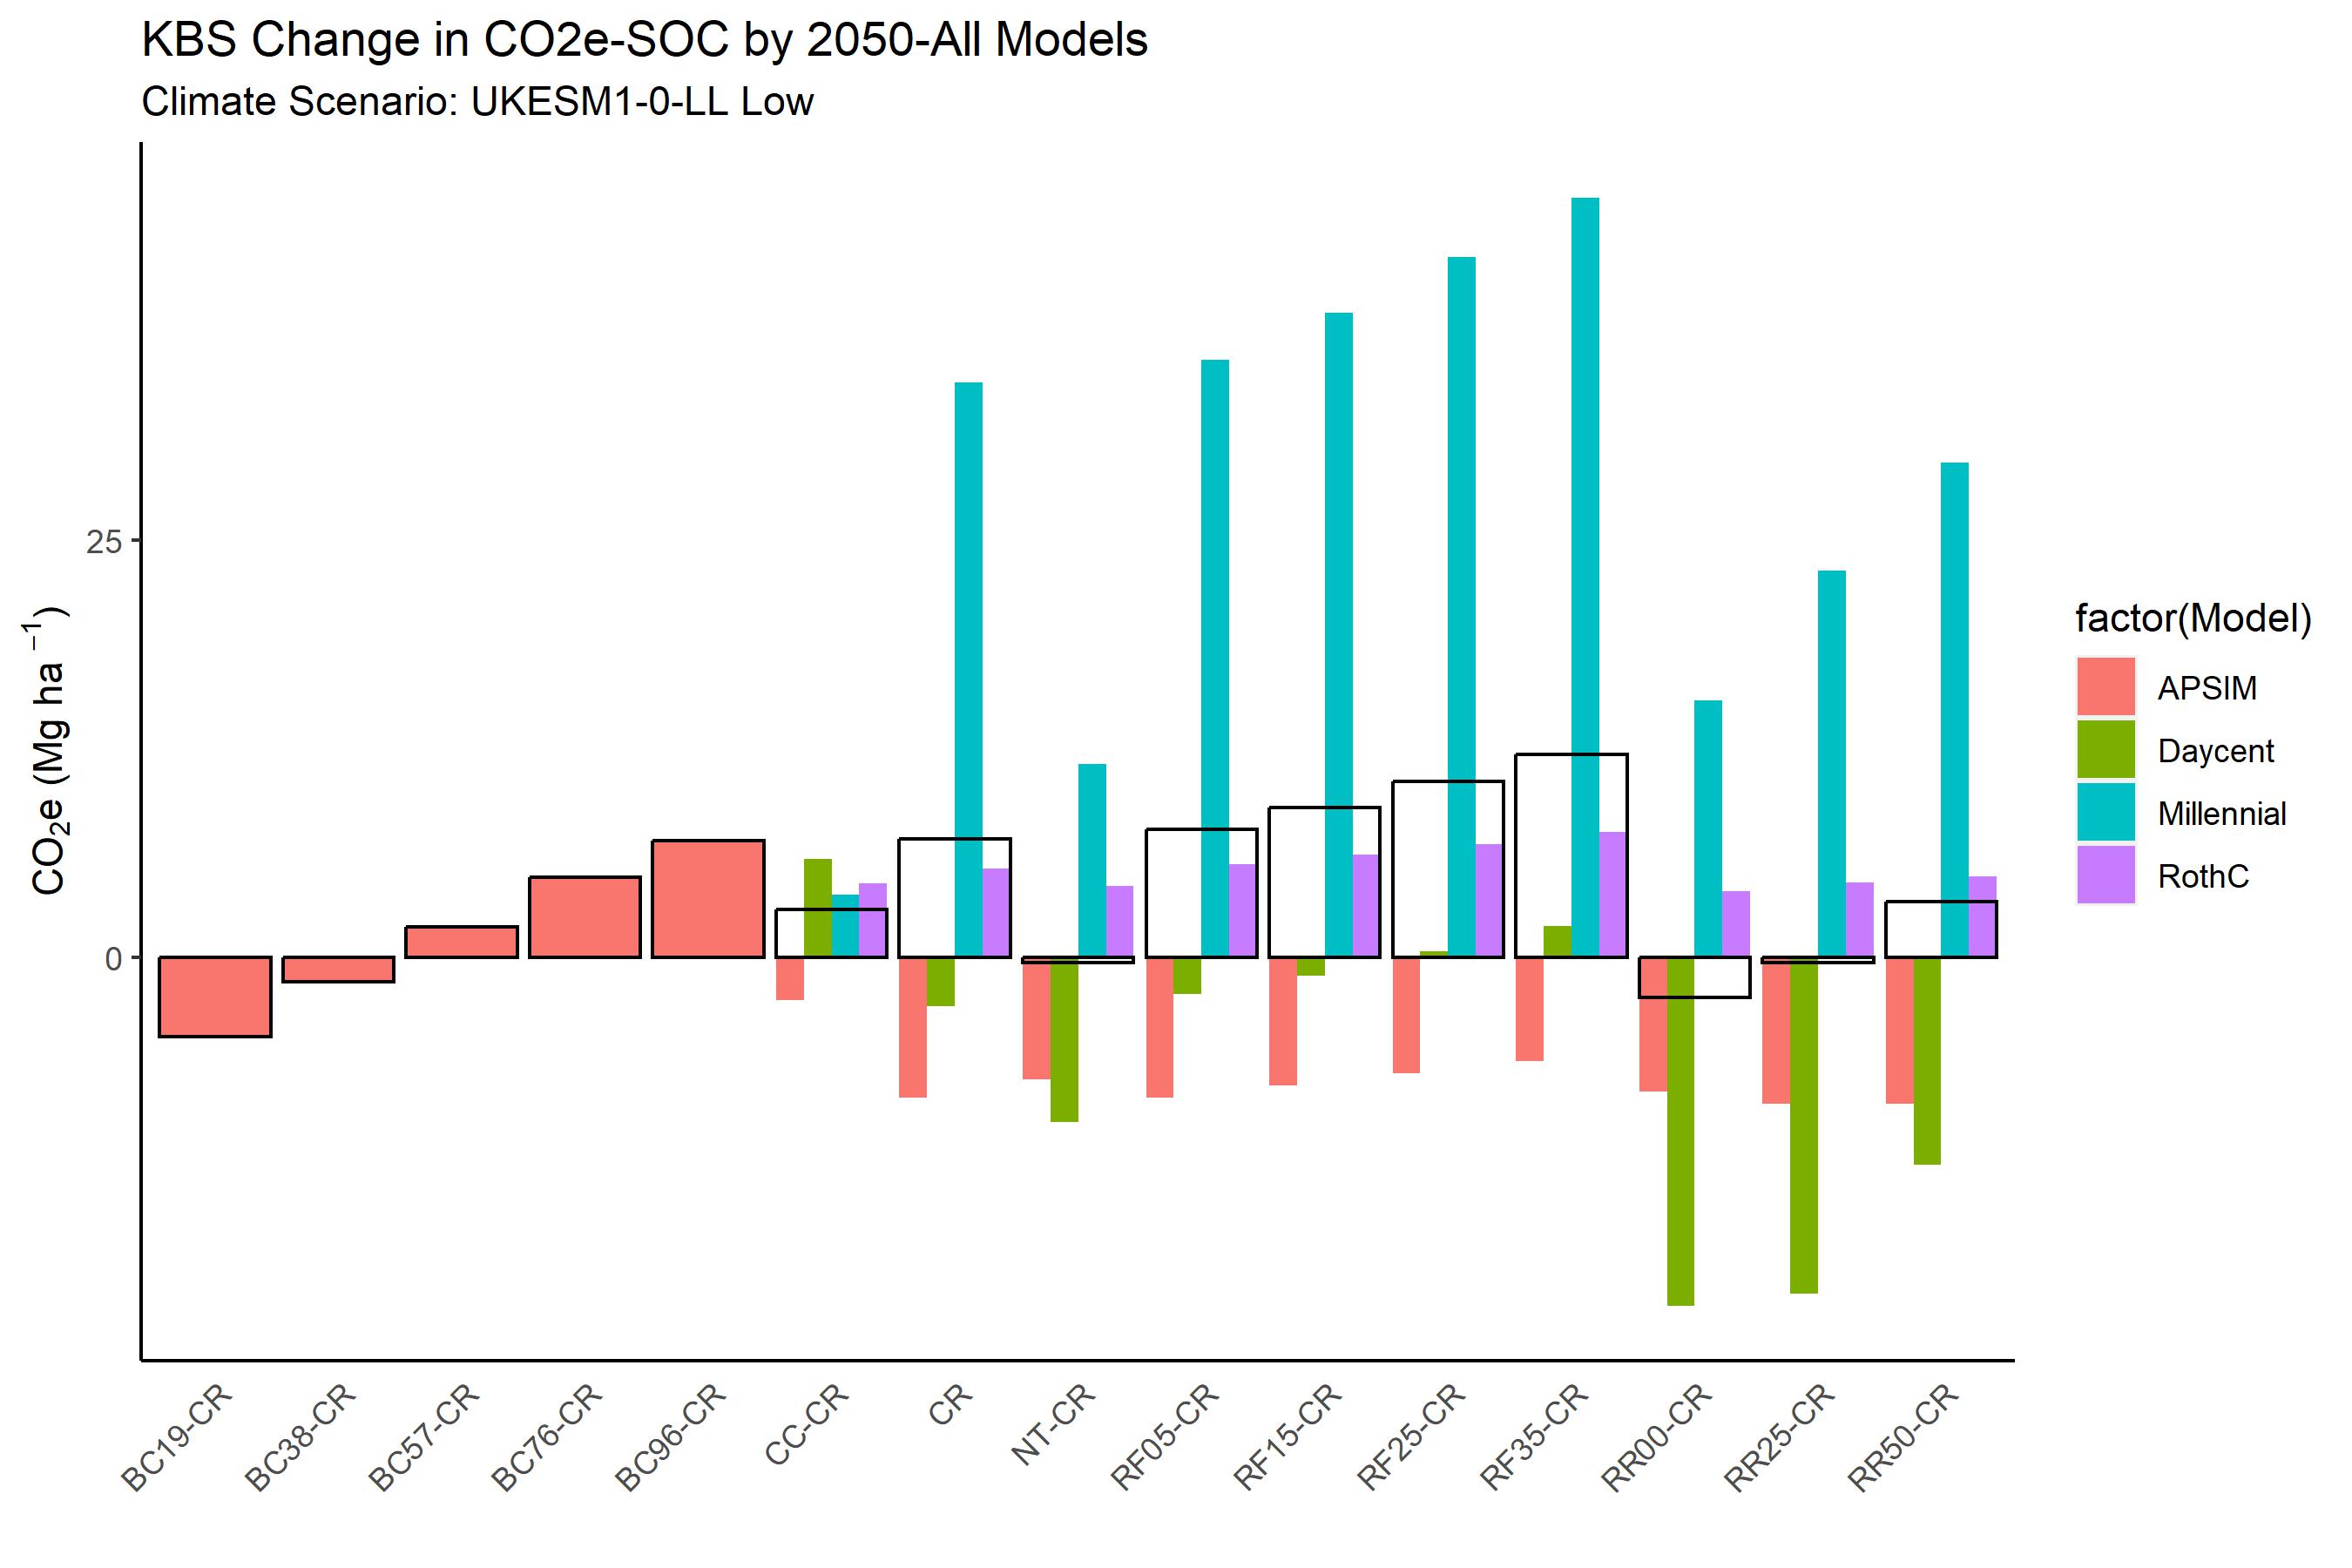 KBS Change in CO2e-SOC by 2050-All Models
Climate Scenario: UKESM1-0-LL Low
CO₂e (Mg ha ⁻¹)
25
0
BC19-CR
BC38-CR
BC57-CR
BC76-CR
BC96-CR
CC-CR
CR
NT-CR
RF05-CR
RF15-CR
RF25-CR
RF35-CR
RR00-CR
RR25-CR
RR50-CR
factor(Model)
APSIM
Daycent
Millennial
RothC